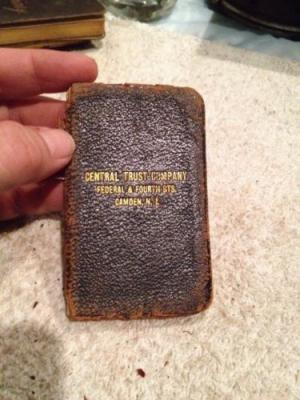 CENTRAL TRUST COMPANY
FEDERAL & FOURTH STS.
CAMDEN, N. J.